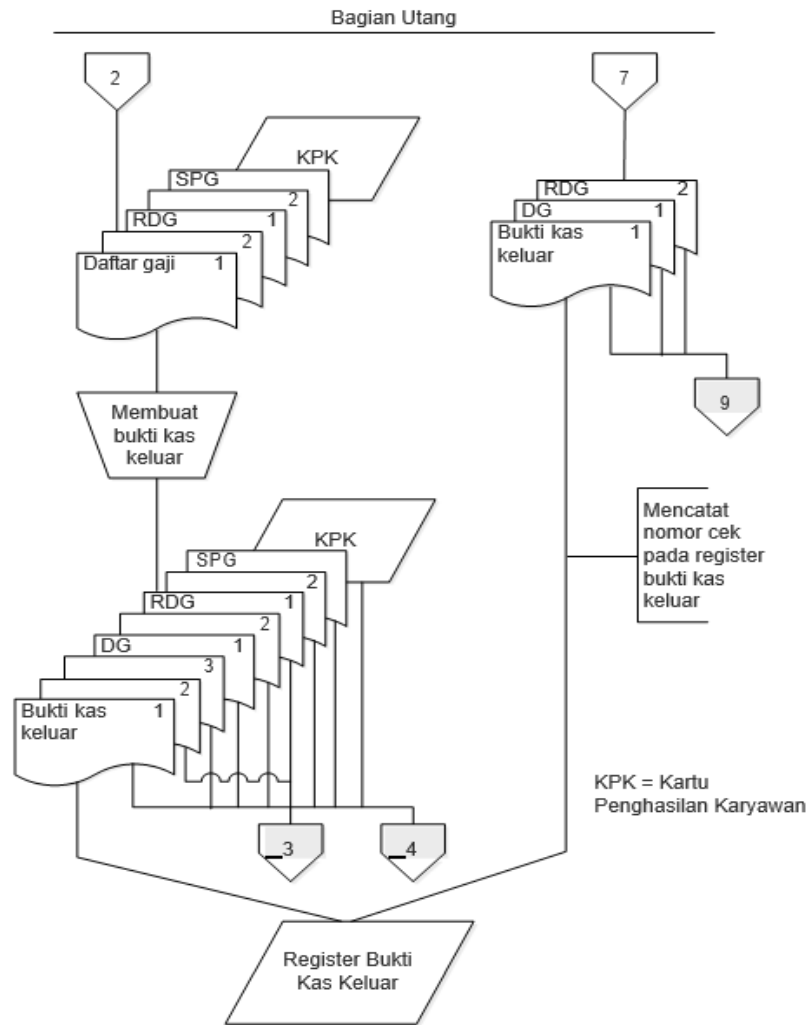 Bagian Utang
2
7
KPK
SPG
2
RDG 1
2
Daftar gaji 1
RDG 2
DG 1
Bukti kas 1
keluar
9
Membuat
bukti kas
keluar
Mencatat
nomor cek
pada register
bukti kas
keluar
KPK
SPG
2
RDG 1
2
DG 1
3
2
Bukti kas 1
keluar
KPK = Kartu
Penghasilan Karyawan
_3
_4
Register Bukti
Kas Keluar